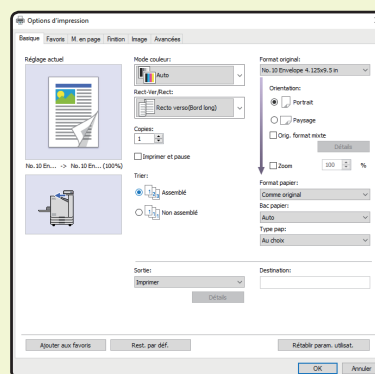 Options d'impression
Basique Favoris M. en page Finition Image Avancées
Réglage actuel
No. 10 En... -> No. 10 En... (100%)
Mode couleur:
Auto
Rect-Ver/Rect:
Recto verso(Bord long)
Copies:
1
Imprimer et pause
Trier:
Assemblé
Non assemblé
Format original:
No. 10 Envelope 4.125x9.5 in
Orientation:
Portrait
Paysage
Orig. format mixte
Détails
Zoom 100 %
Format papier:
Comme original
Bac papier:
Auto
Type pap:
Au choix
Sortie:
Imprimer
Détails
Destination:
Ajouter aux favoris Rest. par déf. Rétablir param. utilisat.
OK Annuler